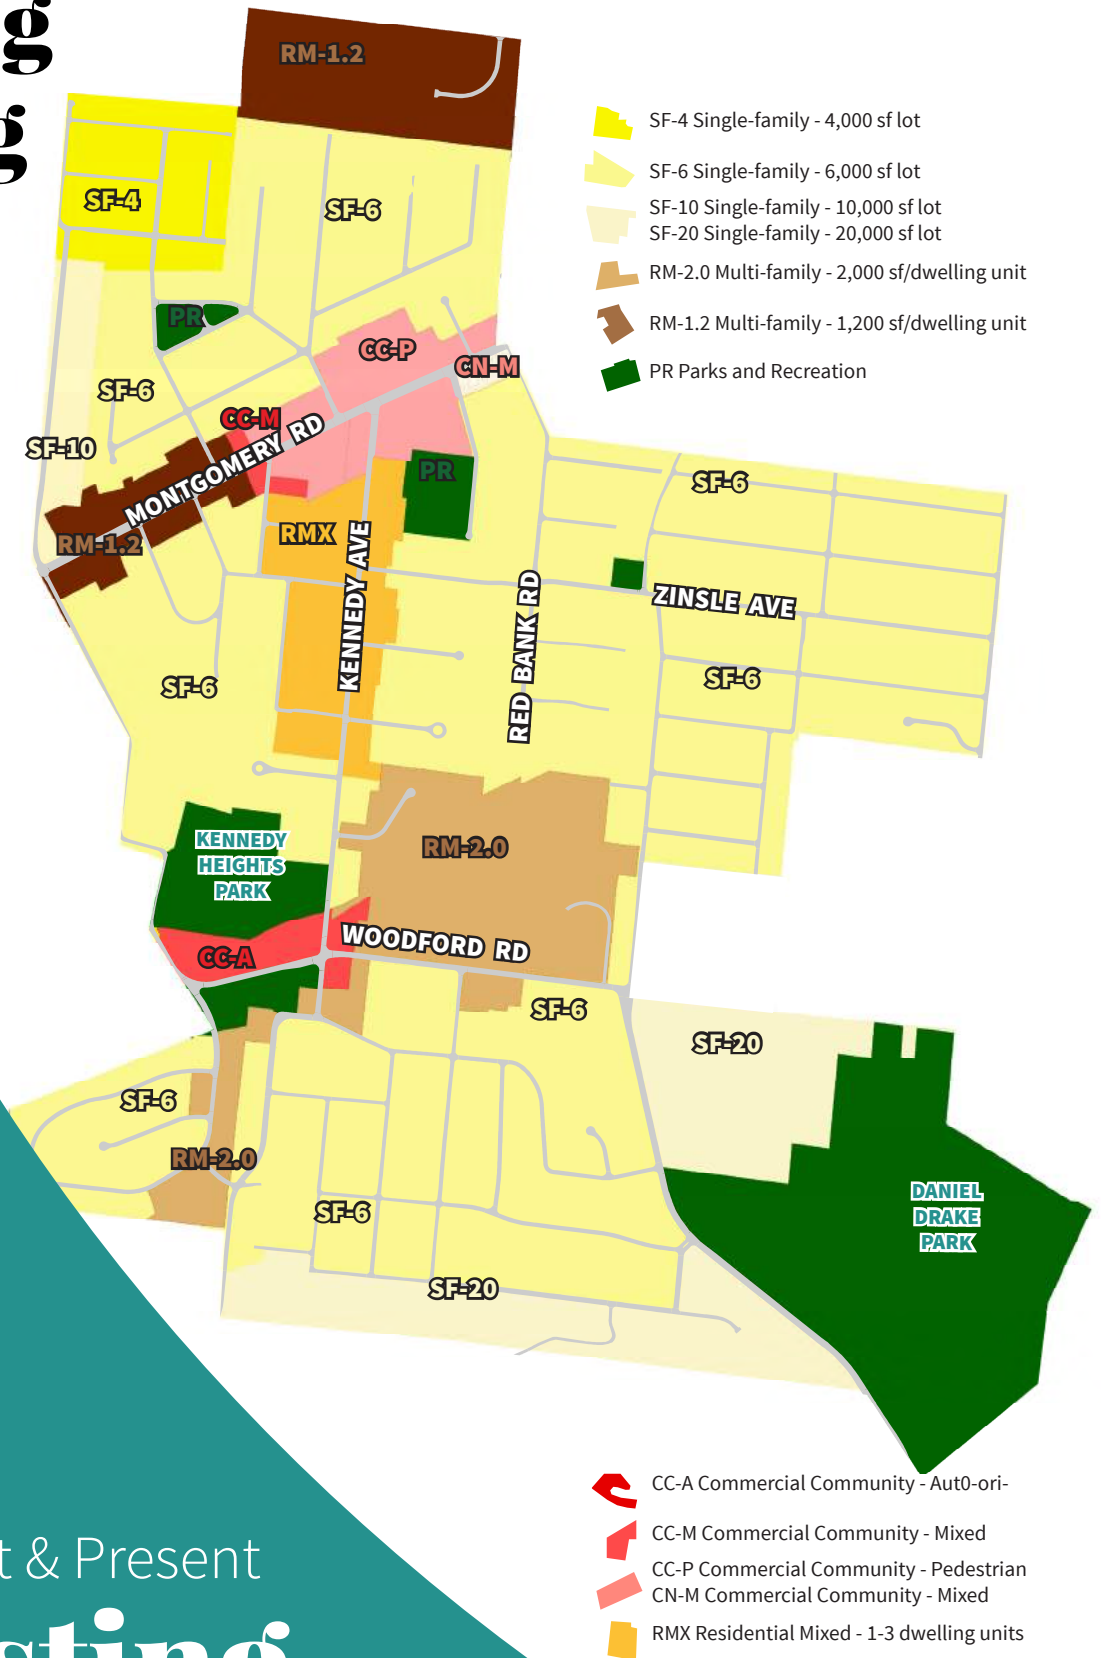 g
g
RM-1.2
SF-4 Single-family - 4,000 sf lot
SF-6 Single-family - 6,000 sf lot
SF-10 Single-family - 10,000 sf lot
SF-20 Single-family - 20,000 sf lot
RM-2.0 Multi-family - 2,000 sf/dwelling unit
RM-1.2 Multi-family - 1,200 sf/dwelling unit
PR Parks and Recreation
SF-4
SF-6
PR
CC-P
CN-M
SF-6
CC-M
MONTGOMERY RD
SF-10
PR
SF-6
RMX
RM-1.2
KENNEDY AVE
RED BANK RD
ZINSLE AVE
SF-6
SF-6
KENNEDY
HEIGHTS
PARK
RM-2.0
WOODFORD RD
CC-A
SF-6
SF-20
SF-6
RM-2.0
SF-6
DANIEL
DRAKE
PARK
SF-20
CC-A Commercial Community - Aut0-ori-
CC-M Commercial Community - Mixed
CC-P Commercial Community - Pedestrian
CN-M Commercial Community - Mixed
RMX Residential Mixed - 1-3 dwelling units
t & Present
sting